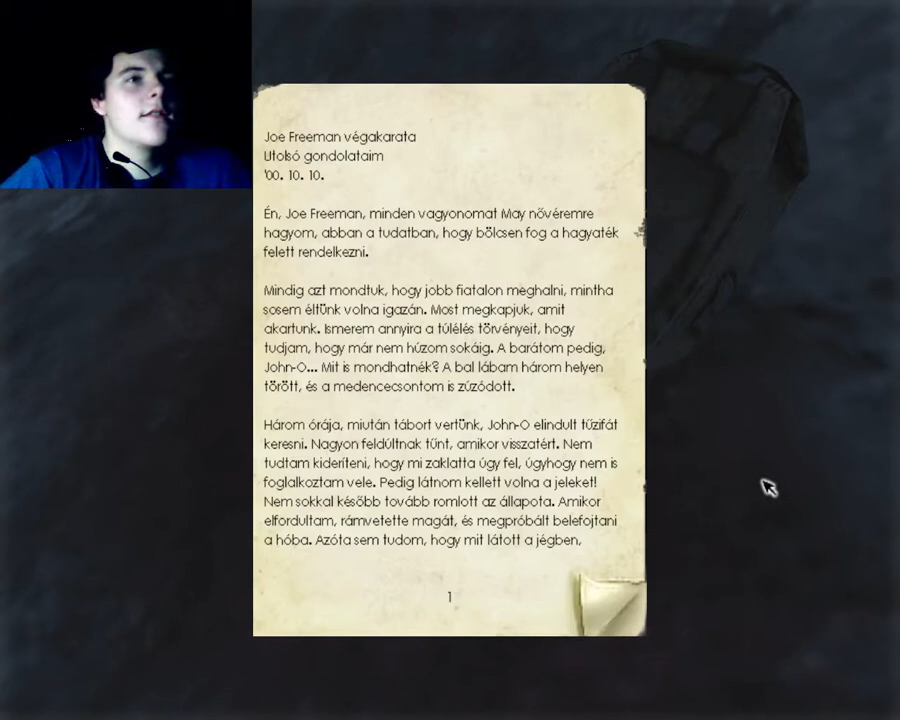 Joe Freeman végakarata
Utolsó gondolataim
'00. 10. 10.
Én, Joe Freeman, minden vagyonomat May nővéremre
hagyom, abban a tudatban, hogy bölcsen fog a hagyaték
felett rendelkezni.
Mindig azt mondtuk, hogy jobb fiatalon meghalni, mintha
sosem éltünk volna igazán. Most megkapjuk, amit
akartunk. Ismerem annyira a túlélés törvényeit, hogy
tudjam, hogy már nem húzom sokáig. A barátom pedig,
John-O... Mit is mondhatnék? A bal lábam három helyen
törött, és a medencecsontom is zúzódott.
Három órája, miután tábort vertünk, John-O elindult tűzifát
keresni. Nagyon feldúltnak tűnt, amikor visszatért. Nem
tudtam kideríteni, hogy mi zaklatta úgy fel, úgyhogy nem is
foglalkoztam vele. Pedig látnom kellett volna a jeleket!
Nem sokkal később tovább romlott az állapota. Amikor
elfordultam, rámvetette magát, és megpróbált belefojtani
a hóba. Azóta sem tudom, hogy mit látott a jégben,
1